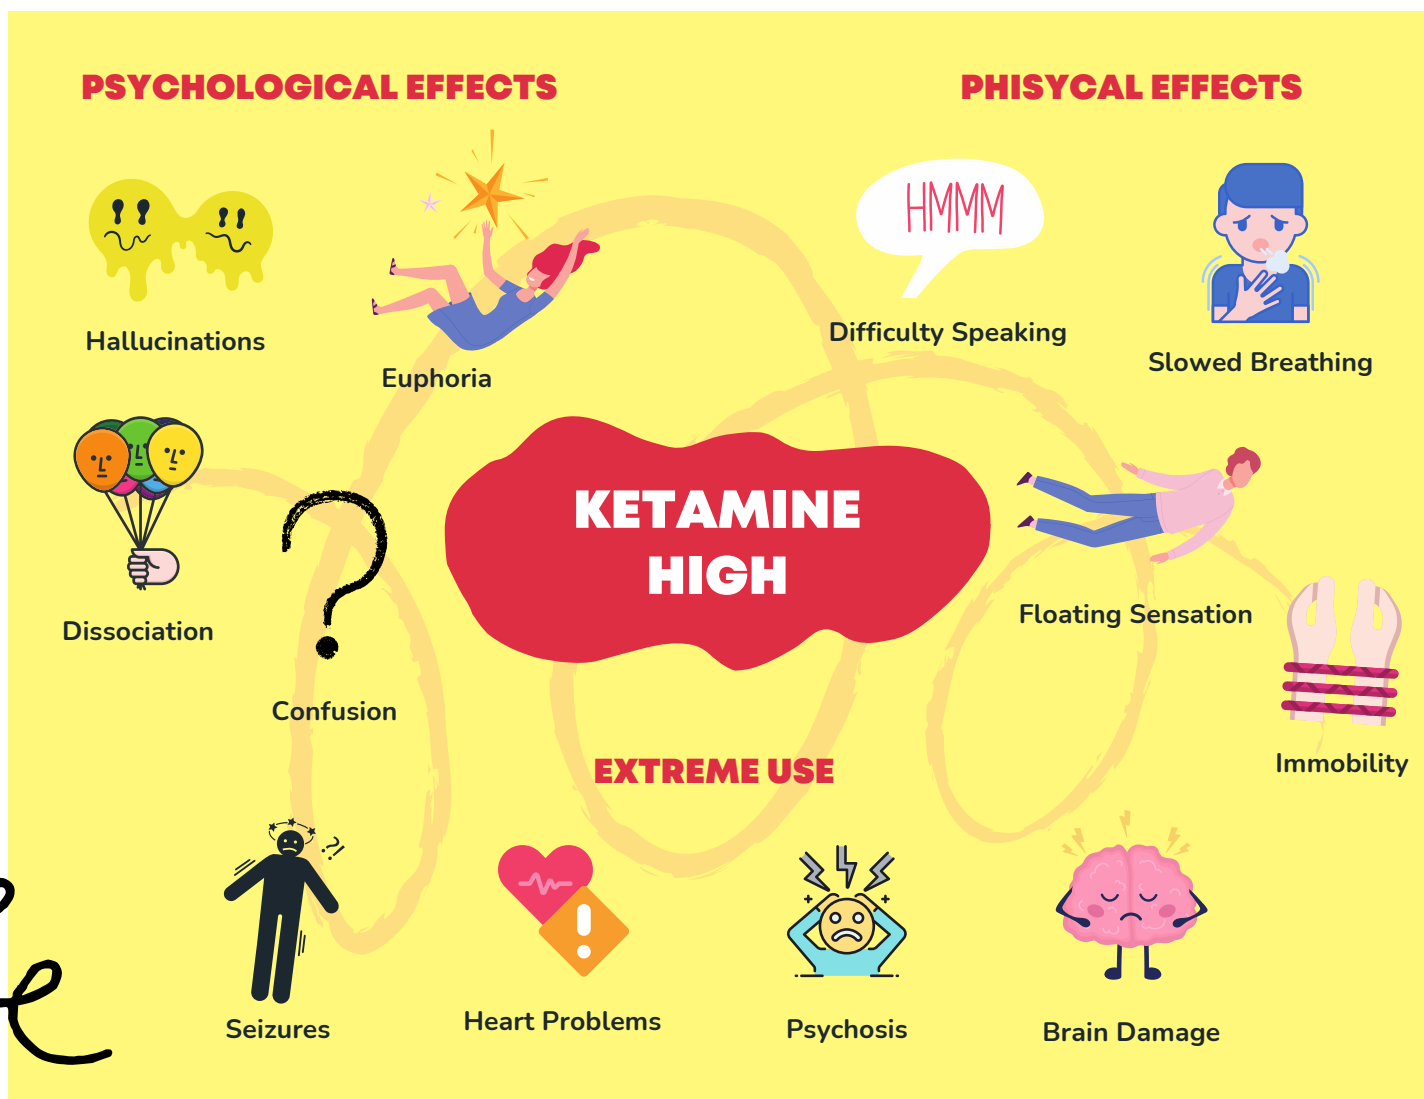 PSYCHOLOGICAL EFFECTS
PHISYCAL EFFECTS
HMMM
Hallucinations
Euphoria
Difficulty Speaking
Slowed Breathing
KETAMINE
HIGH
Dissociation
?
Confusion
Floating Sensation
Immobility
EXTREME USE
?!
!
Seizures
Heart Problems
Psychosis
Brain Damage